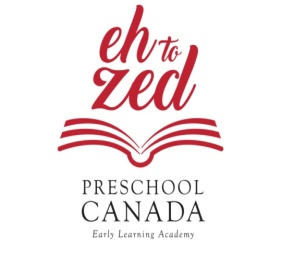 eh to
zed
PRESCHOOL
CANADA
Early Learning Academy